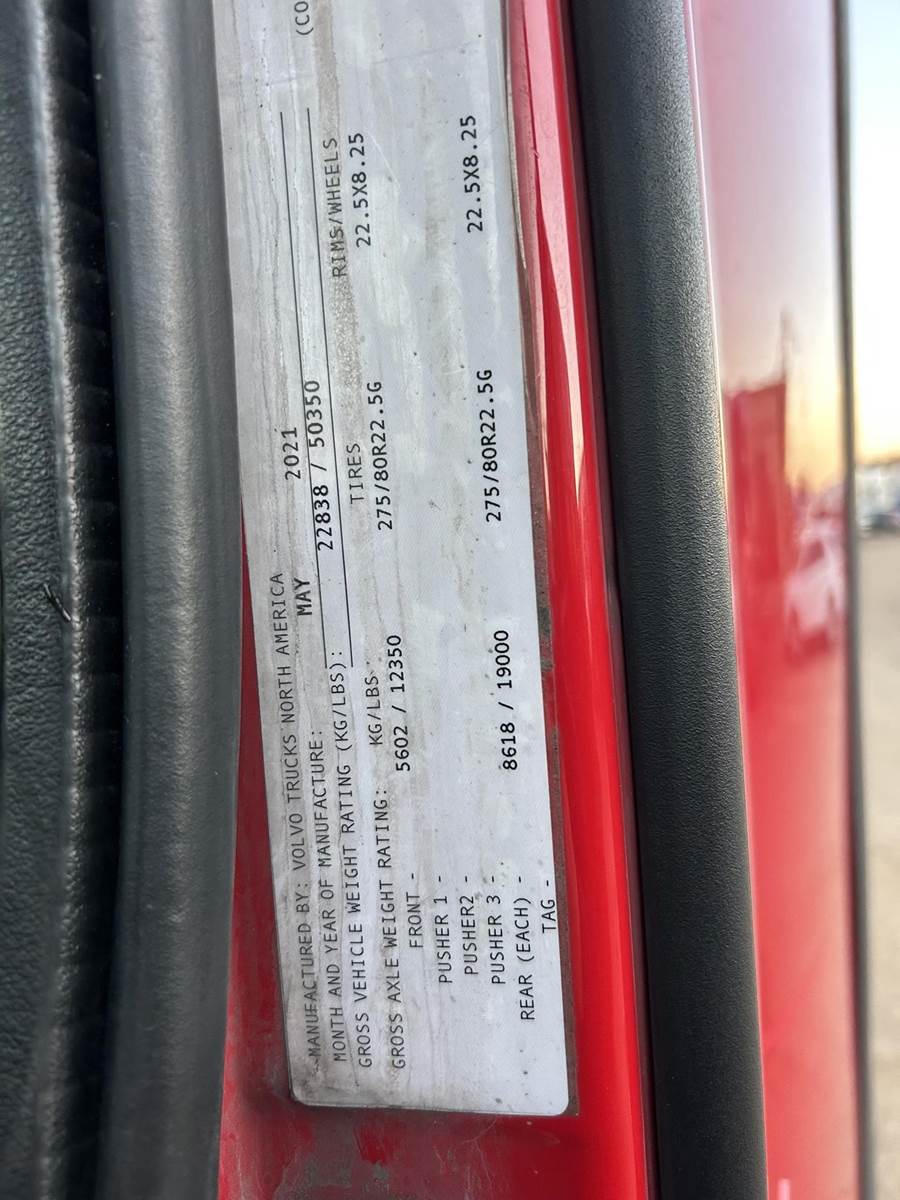 MANUFACTURED BY: VOLVO TRUCKS NORTH AMERICA
MONTH AND YEAR OF MANUFACTURE: MAY 2021
GROSS VEHICLE WEIGHT RATING (KG/LBS): 22838 / 50350 (CO
GROSS AXLE WEIGHT RATING: KG/LBS. TIRES RIMS/WHEELS
FRONT - 5602 / 12350 275/80R22.5G 22.5X8.25
PUSHER 1 -
PUSHER2 -
PUSHER 3 -
REAR (EACH) - 8618 / 19000 275/80R22.5G 22.5X8.25
TAG -